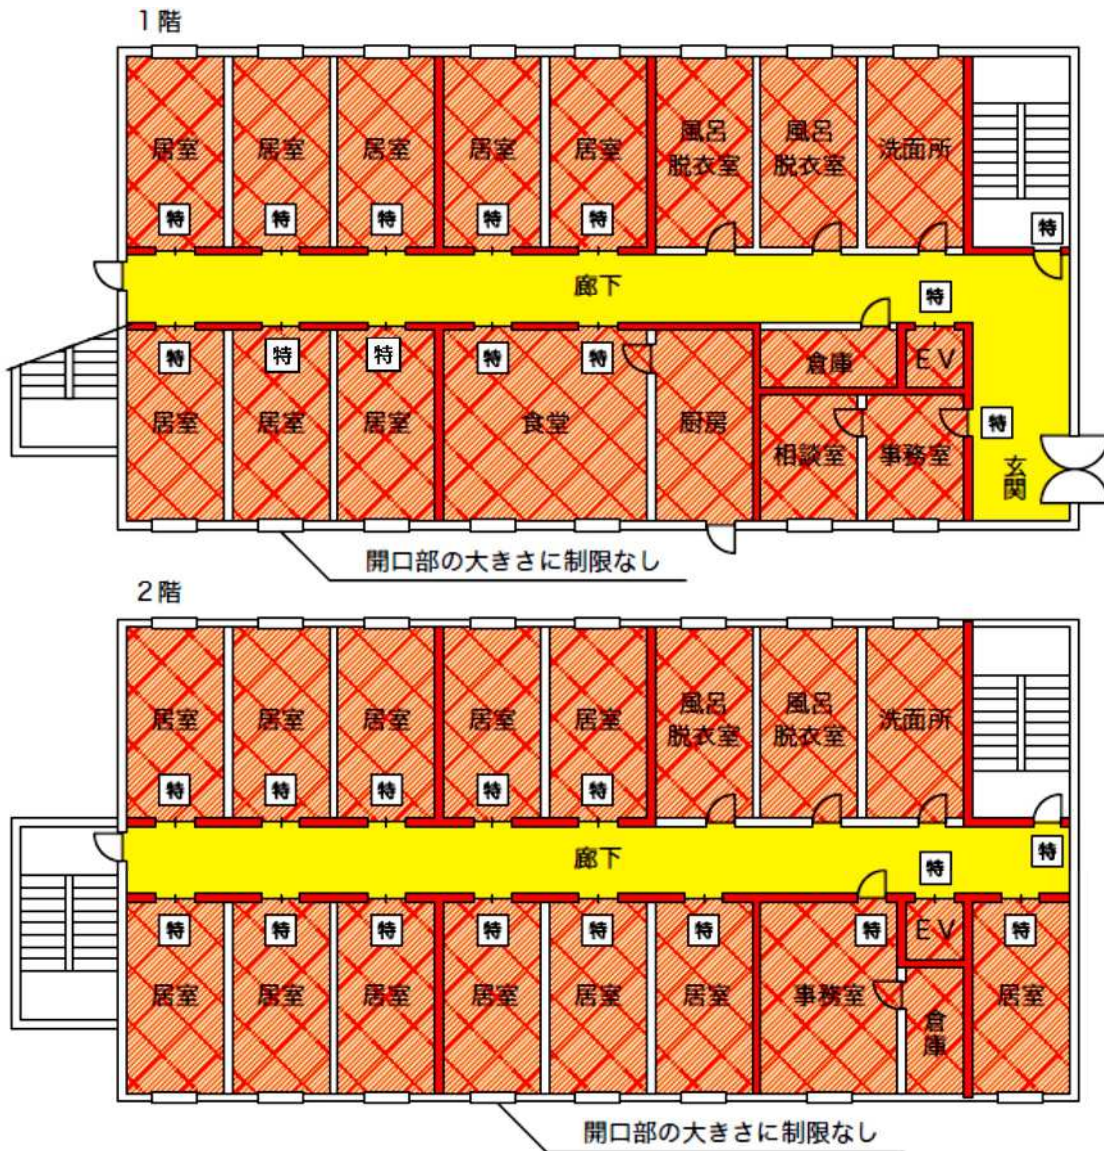 1階
居室 居室 居室 居室 居室 風呂 風呂 洗面所
脱衣室 脱衣室
特 特 特 特 特 特
廊下
特
特 特 特 特 特 倉庫 EV
居室 居室 居室 食堂 厨房 特
相談室 事務室 玄関
開口部の大きさに制限なし
2階
居室 居室 居室 居室 居室 風呂 風呂 洗面所
脱衣室 脱衣室
特 特 特 特 特
廊下 特 特
特 特 特 特 特 特 特 EV 特
居室 居室 居室 居室 居室 居室 事務室 倉庫 居室
開口部の大きさに制限なし